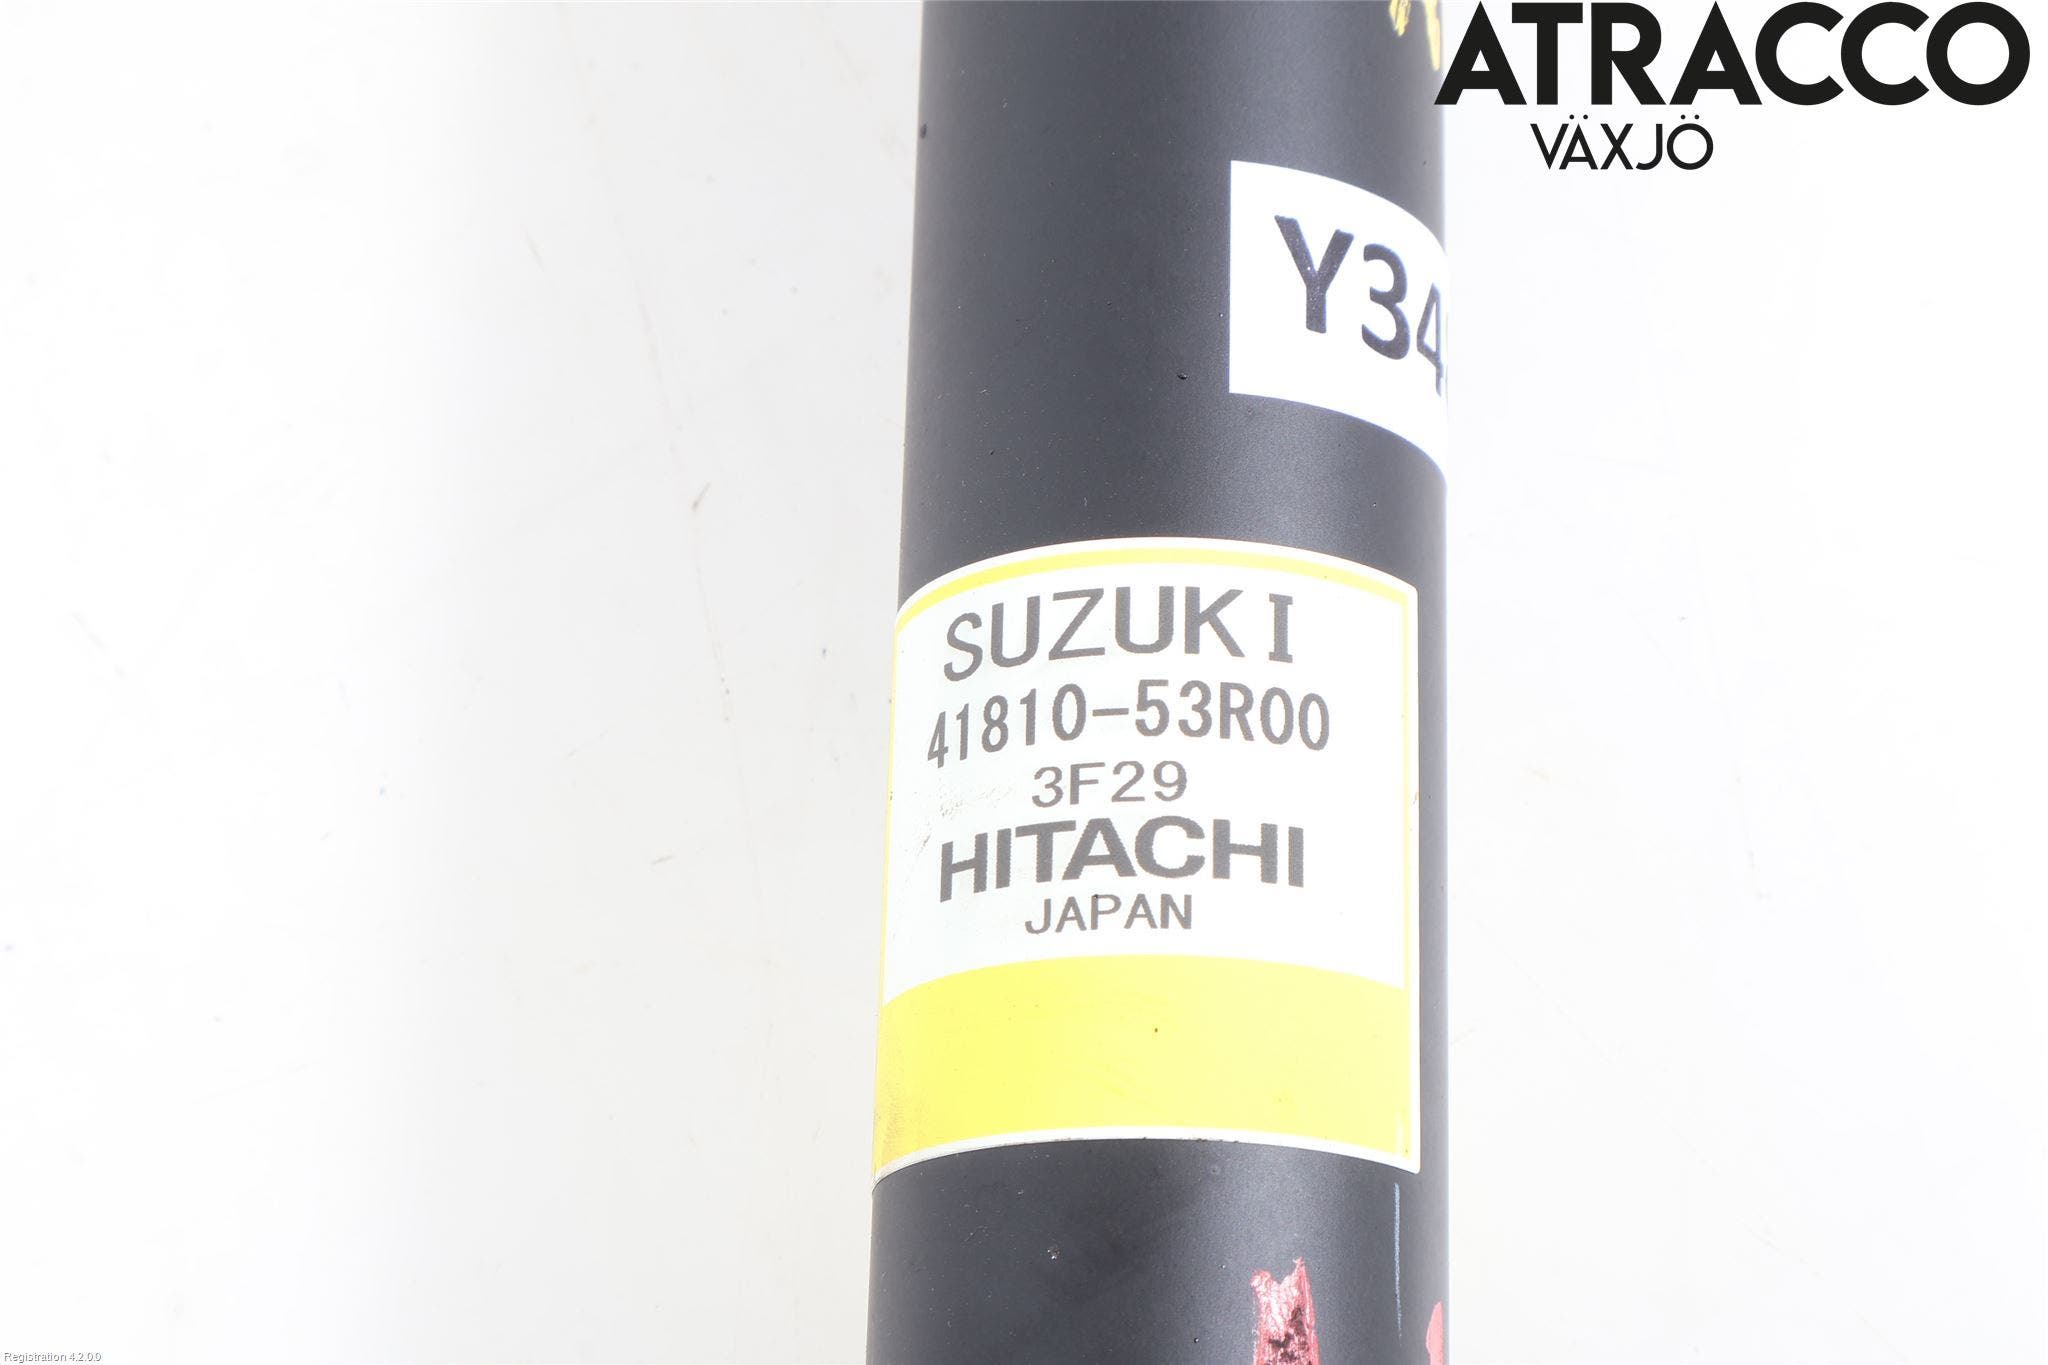 ATRACCO
VÄXJÖ
Y34
SUZUKI
41810-53R00
3F29
HITACHI
JAPAN
Registration 4.2.0.0